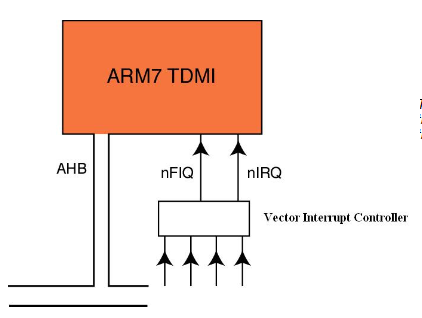 ARM7 TDMI
AHB
nFIQ
nIRQ
Vector Interrupt Controller